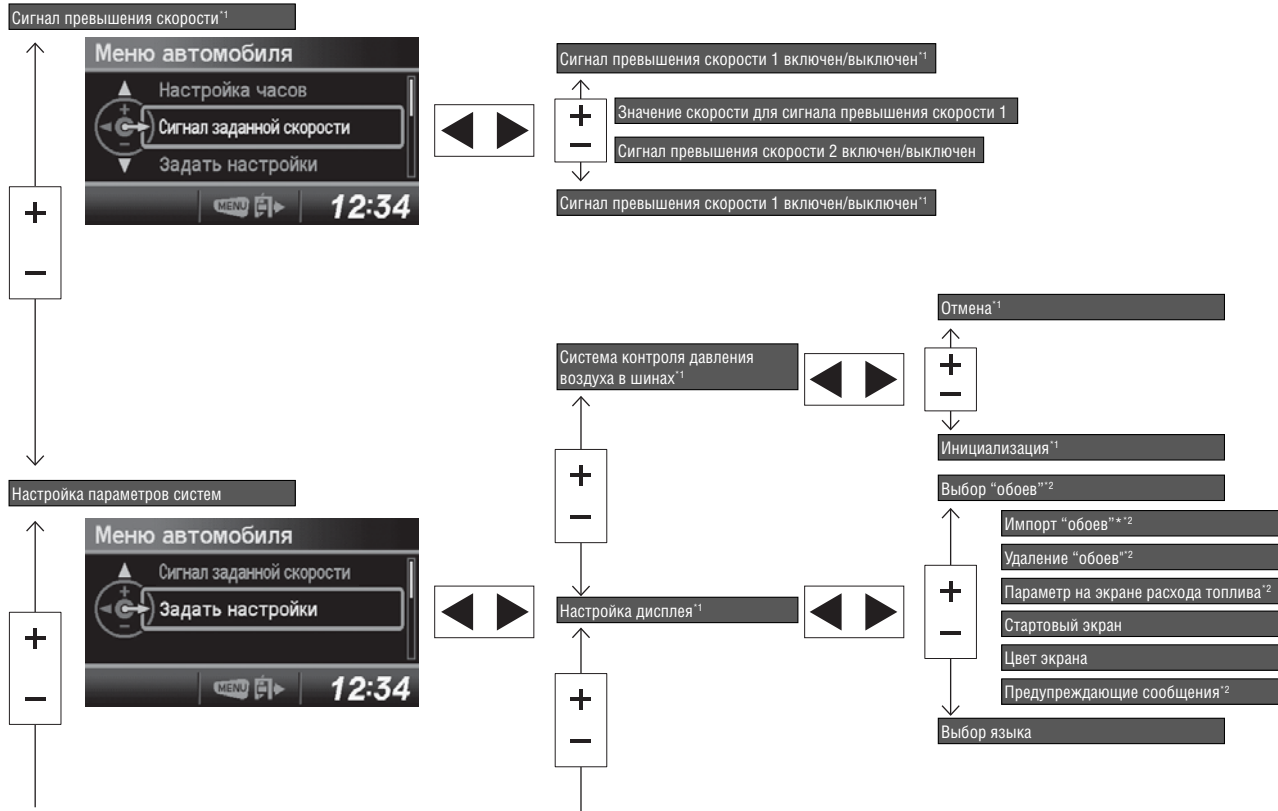 Сигнал превышения скорости*1
Меню автомобиля
Настройка часов
Сигнал заданной скорости
Задать настройки
MENU
12:34
+
−
Сигнал превышения скорости 1 включен/выключен*1
+
−
Значение скорости для сигнала превышения скорости 1
Сигнал превышения скорости 2 включен/выключен
Сигнал превышения скорости 1 включен/выключен*1
Отмена*1
Система контроля давления
воздуха в шинах*1
+
−
Инициализация*1
Настройка параметров систем
Меню автомобиля
Сигнал заданной скорости
Задать настройки
MENU
12:34
+
−
+
−
Настройка дисплея*1
+
−
Выбор “обоев”*2
Импорт “обоев”**2
Удаление “обоев”*2
Параметр на экране расхода топлива*2
Стартовый экран
Цвет экрана
Предупреждающие сообщения*2
+
−
Выбор языка